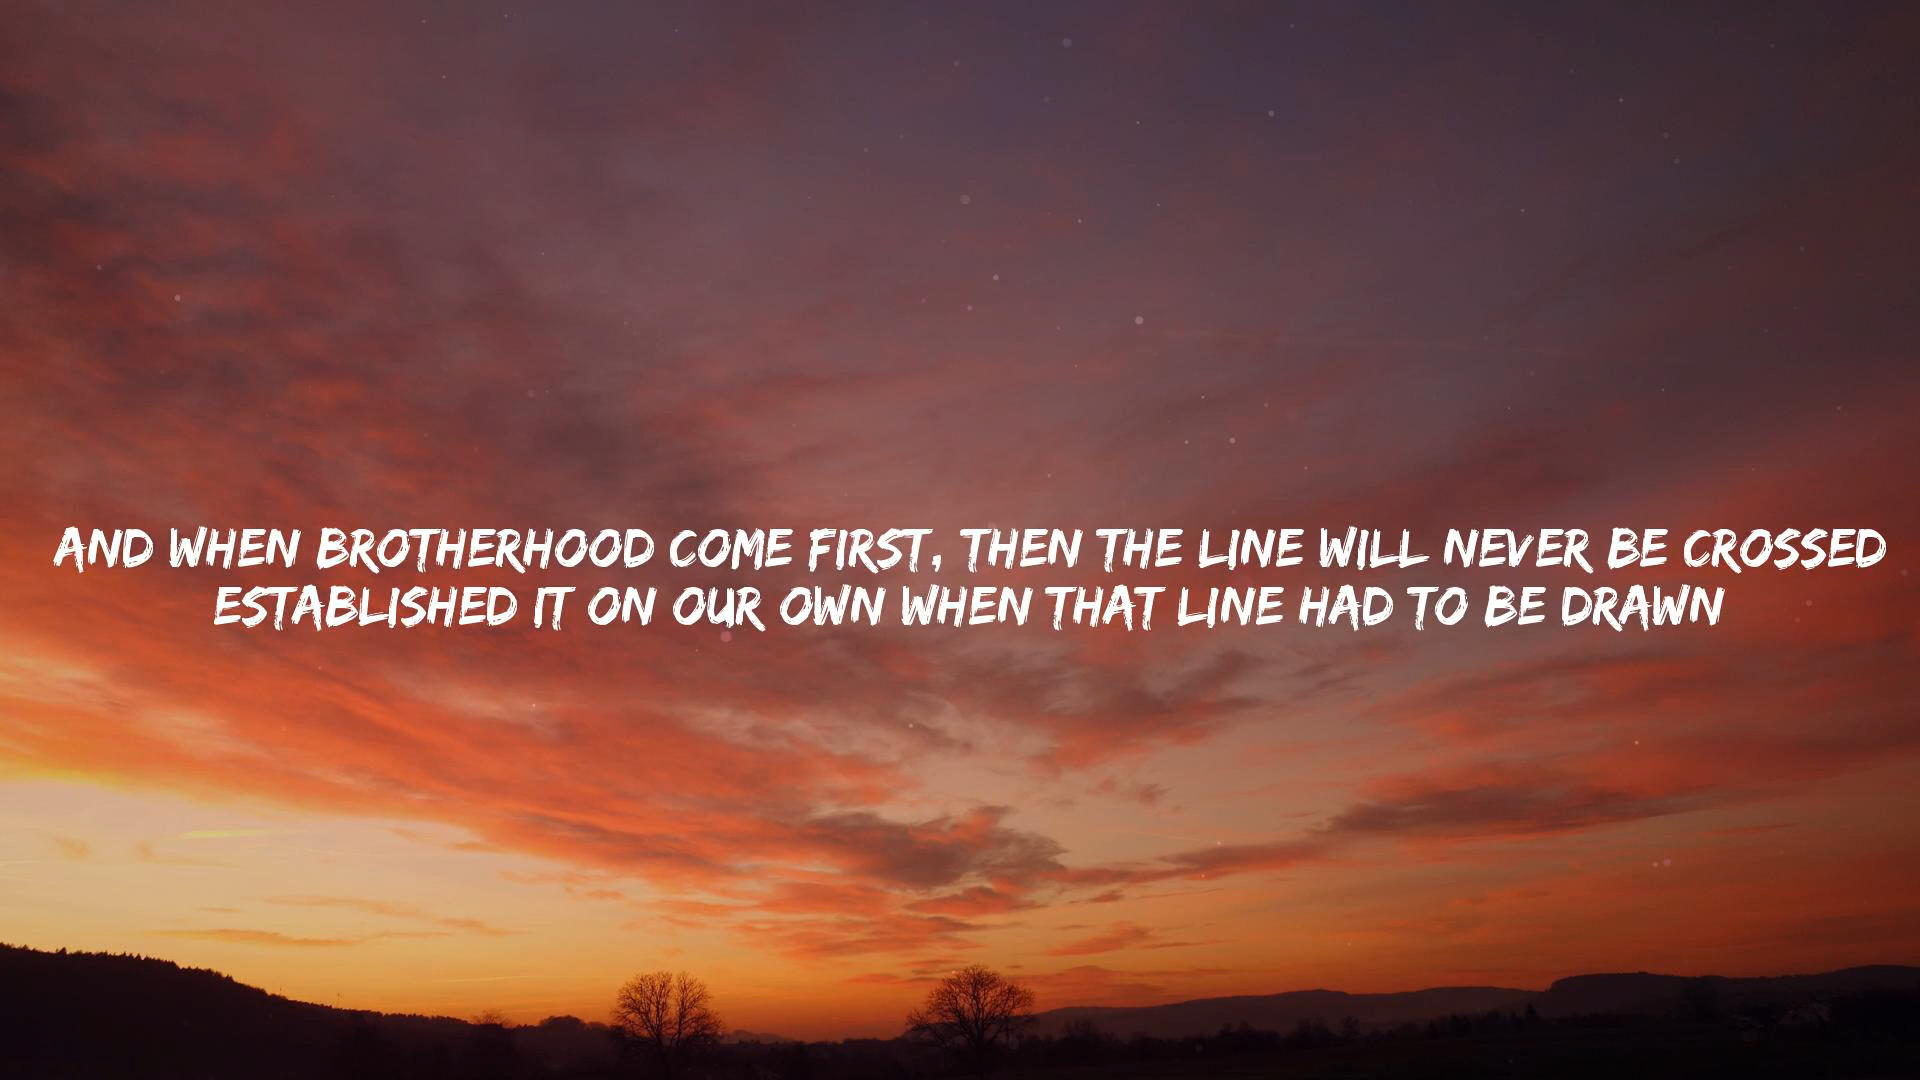 AND WHEN BROTHERHOOD COME FIRST, THEN THE LINE WILL NEVER BE CROSSED
ESTABLISHED IT ON OUR OWN WHEN THAT LINE HAD TO BE DRAWN